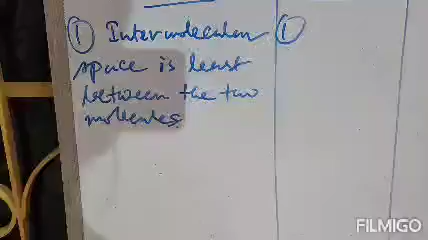 ① Intermolecular ①
space is least
between the two
molecules.
FILMIGO